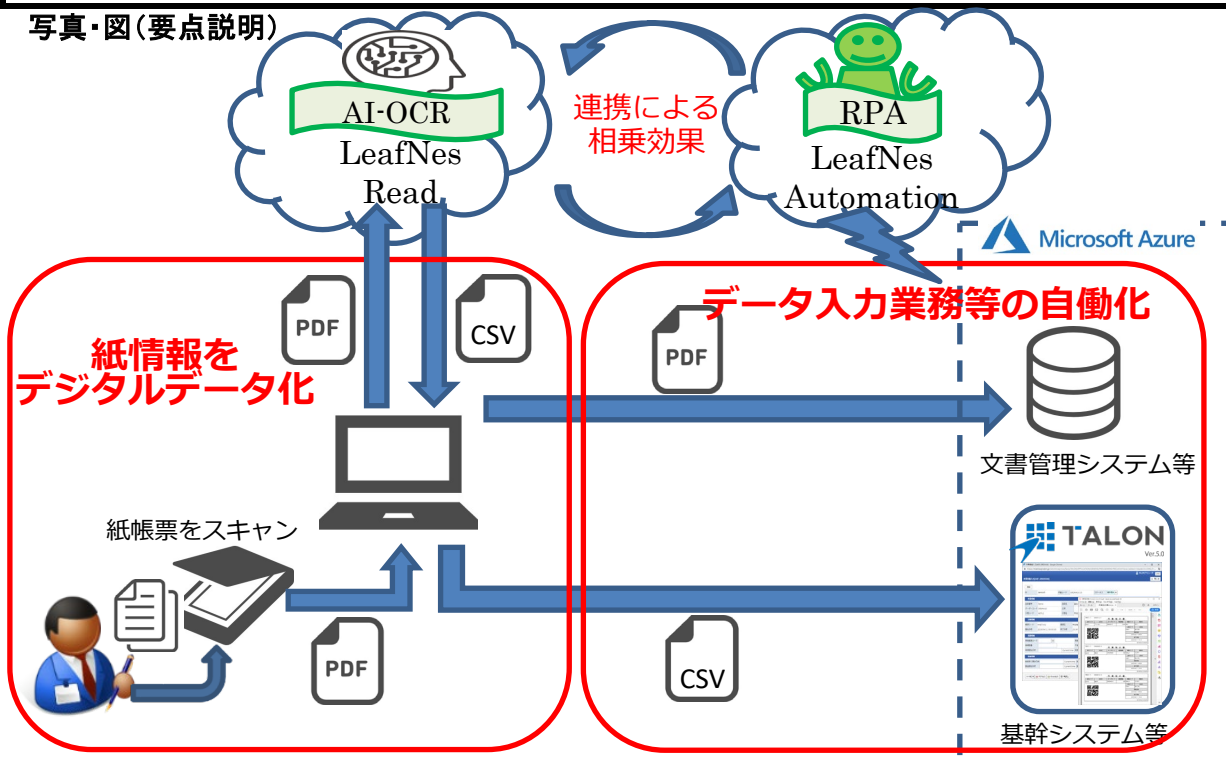 写真・図(要点説明)
AI-OCR
LeafNes
Read
連携による
相乗効果
RPA
LeafNes
Automation
Microsoft Azure
PDF
CSV
紙情報を
デジタルデータ化
データ入力業務等の自働化
PDF
文書管理システム等
紙帳票をスキャン
PDF
CSV
TALON
Ver.5.0
基幹システム等